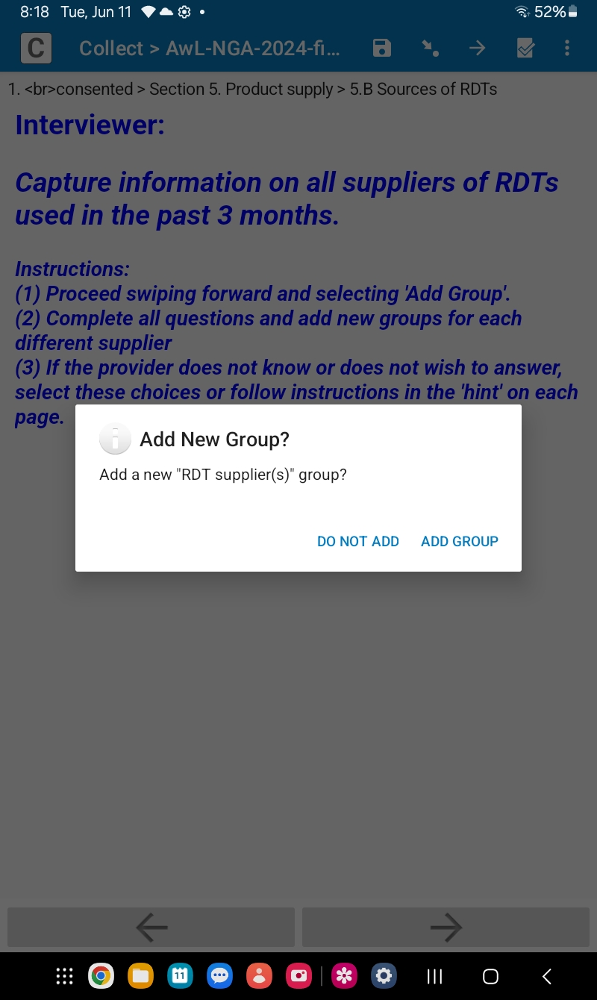 8:18 Tue, Jun 11 52%
C Collect > AwL-NGA-2024-fi...
1. <br>consented > Section 5. Product supply > 5.B Sources of RDTs
Interviewer:
Capture information on all suppliers of RDTs
used in the past 3 months.
Instructions:
(1) Proceed swiping forward and selecting 'Add Group'.
(2) Complete all questions and add new groups for each
different supplier
(3) If the provider does not know or does not wish to answer,
select these choices or follow instructions in the 'hint' on each
page.
Add New Group?
Add a new "RDT supplier(s)" group?
DO NOT ADD ADD GROUP
11